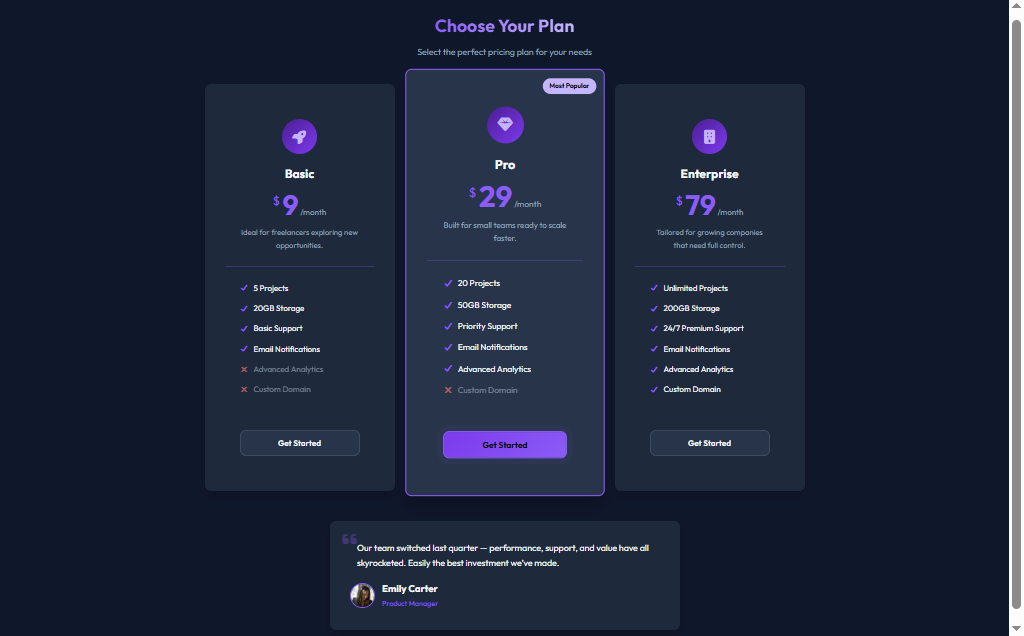 Choose Your Plan
Select the perfect pricing plan for your needs
Basic
$9/month
Ideal for freelancers exploring new
opportunities.
5 Projects
20GB Storage
Basic Support
Email Notifications
Advanced Analytics
Custom Domain
Get Started
Most Popular
Pro
$29/month
Built for small teams ready to scale
faster.
20 Projects
50GB Storage
Priority Support
Email Notifications
Advanced Analytics
Custom Domain
Get Started
Enterprise
$79/month
Tailored for growing companies
that need full control.
Unlimited Projects
200GB Storage
24/7 Premium Support
Email Notifications
Advanced Analytics
Custom Domain
Get Started
Our team switched last quarter — performance, support, and value have all
skyrocketed. Easily the best investment we've made.
Emily Carter
Product Manager